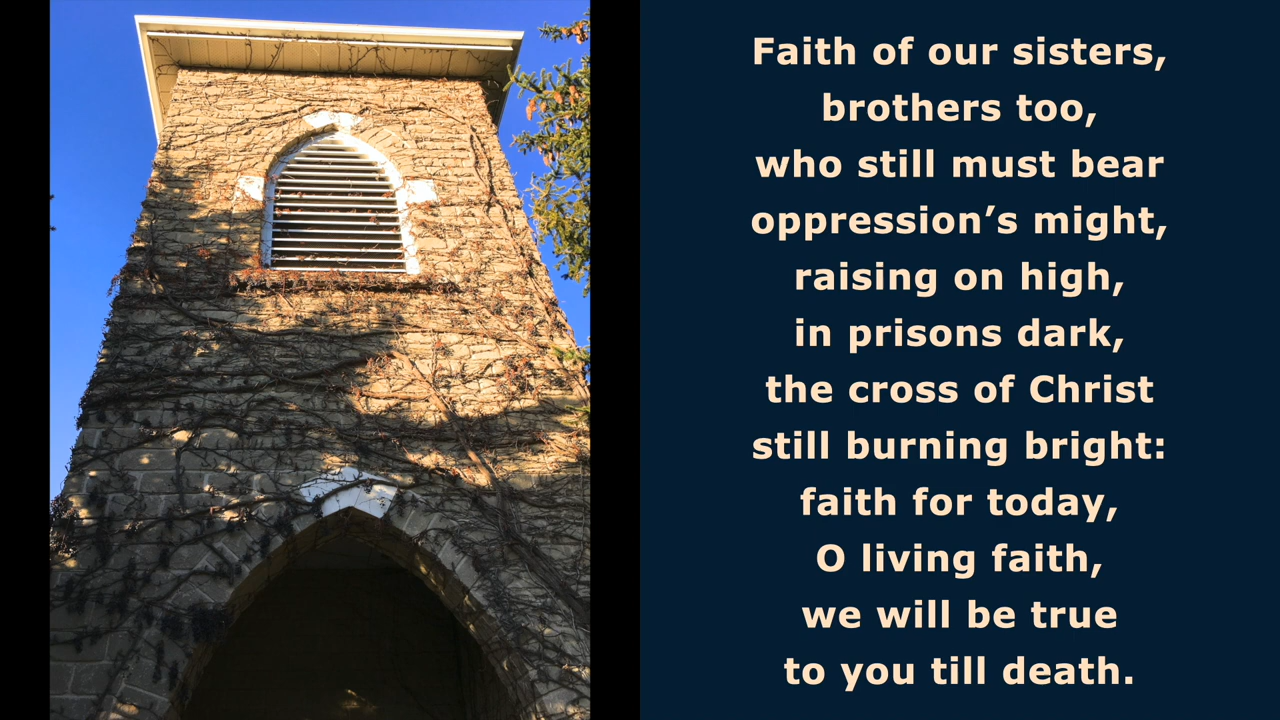 Faith of our sisters,
brothers too,
who still must bear
oppression’s might,
raising on high,
in prisons dark,
the cross of Christ
still burning bright:
faith for today,
O living faith,
we will be true
to you till death.